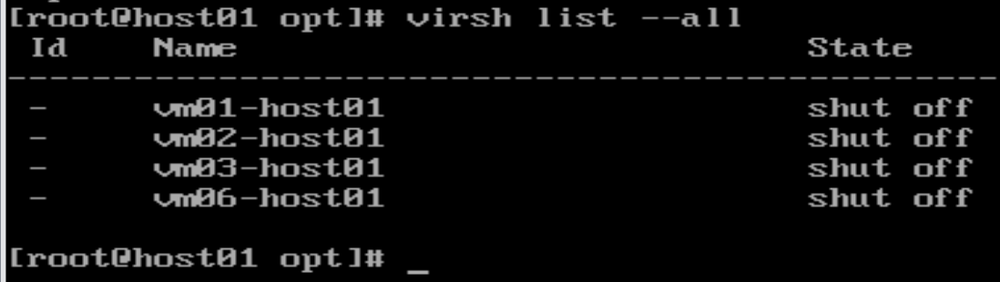 [root@host01 opt]# virsh list --all
 Id    Name                           State
----------------------------------------------------
 -     vm01-host01                    shut off
 -     vm02-host01                    shut off
 -     vm03-host01                    shut off
 -     vm06-host01                    shut off
[root@host01 opt]# _